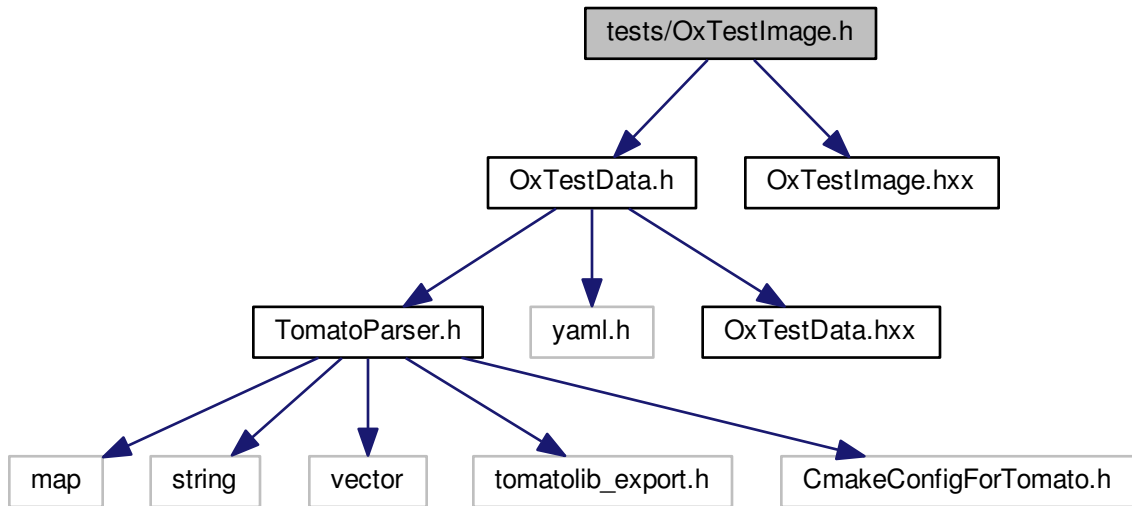 tests/OxTestImage.h
OxTestData.h
OxTestImage.hxx
TomatoParser.h
yaml.h
OxTestData.hxx
map
string
vector
tomatolib_export.h
CmakeConfigForTomato.h